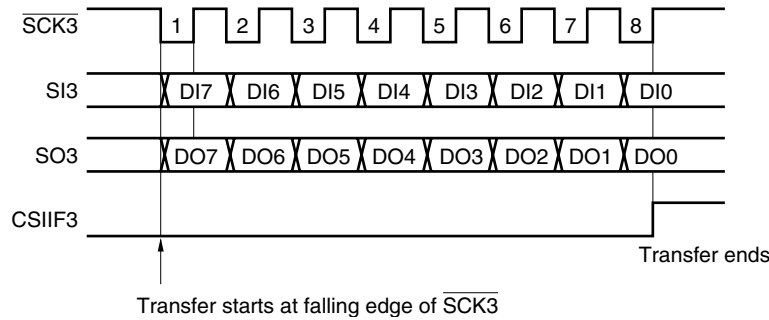 SCK3 1 2 3 4 5 6 7 8
SI3 DI7 DI6 DI5 DI4 DI3 DI2 DI1 DI0
SO3 DO7 DO6 DO5 DO4 DO3 DO2 DO1 DO0
CSIIF3
Transfer ends
Transfer starts at falling edge of SCK3